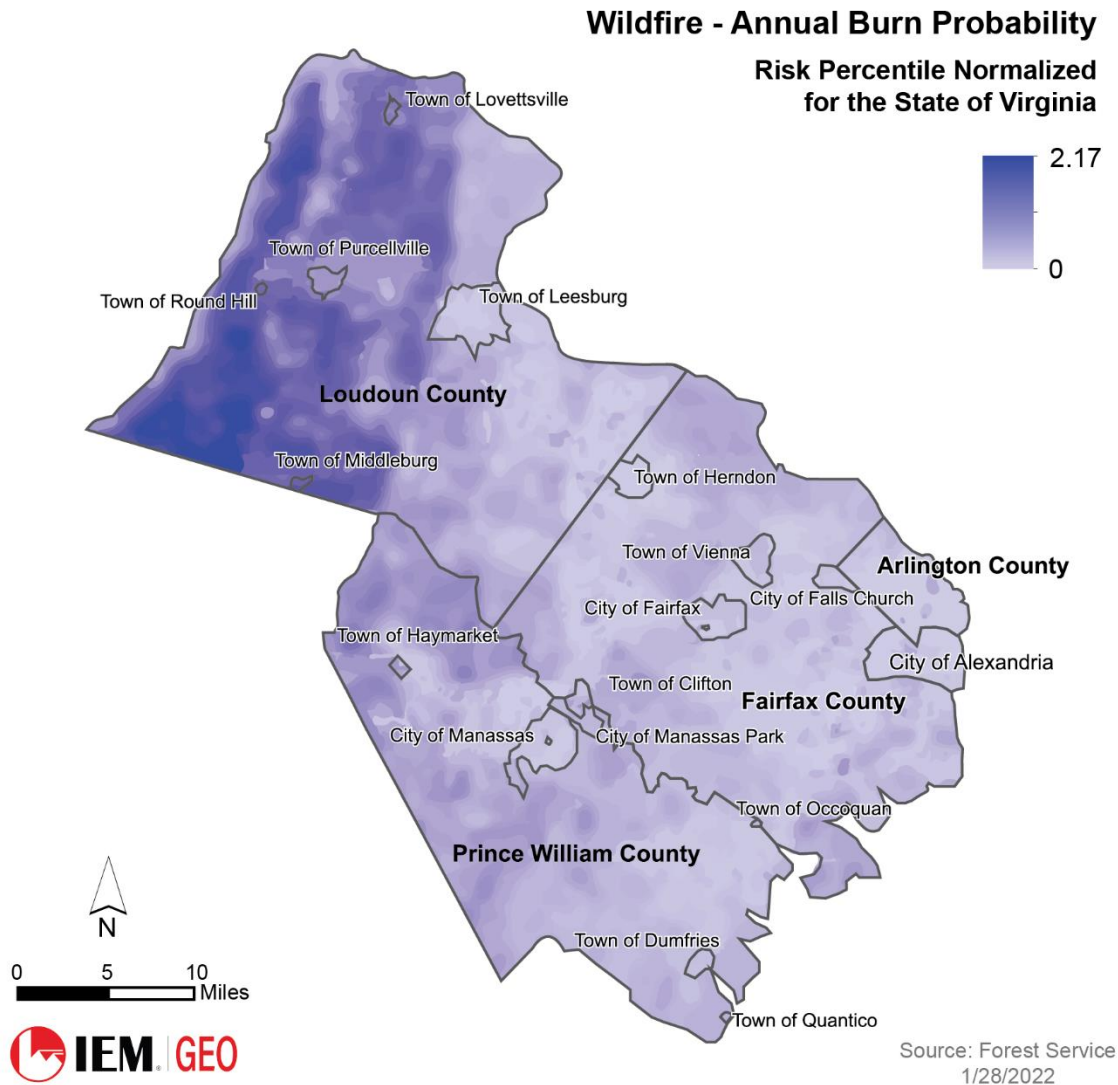 Wildfire - Annual Burn Probability
Risk Percentile Normalized
for the State of Virginia
2.17
0
Town of Lovettsville
Town of Purcellville
Town of Round Hill
Town of Leesburg
Loudoun County
Town of Middleburg
Town of Herndon
Town of Vienna
Arlington County
City of Falls Church
City of Fairfax
Town of Haymarket
City of Alexandria
Town of Clifton
Fairfax County
City of Manassas
City of Manassas Park
Town of Occoquan
Prince William County
Town of Dumfries
Town of Quantico
N
0 5 10
Miles
IEM GEO
Source: Forest Service
1/28/2022